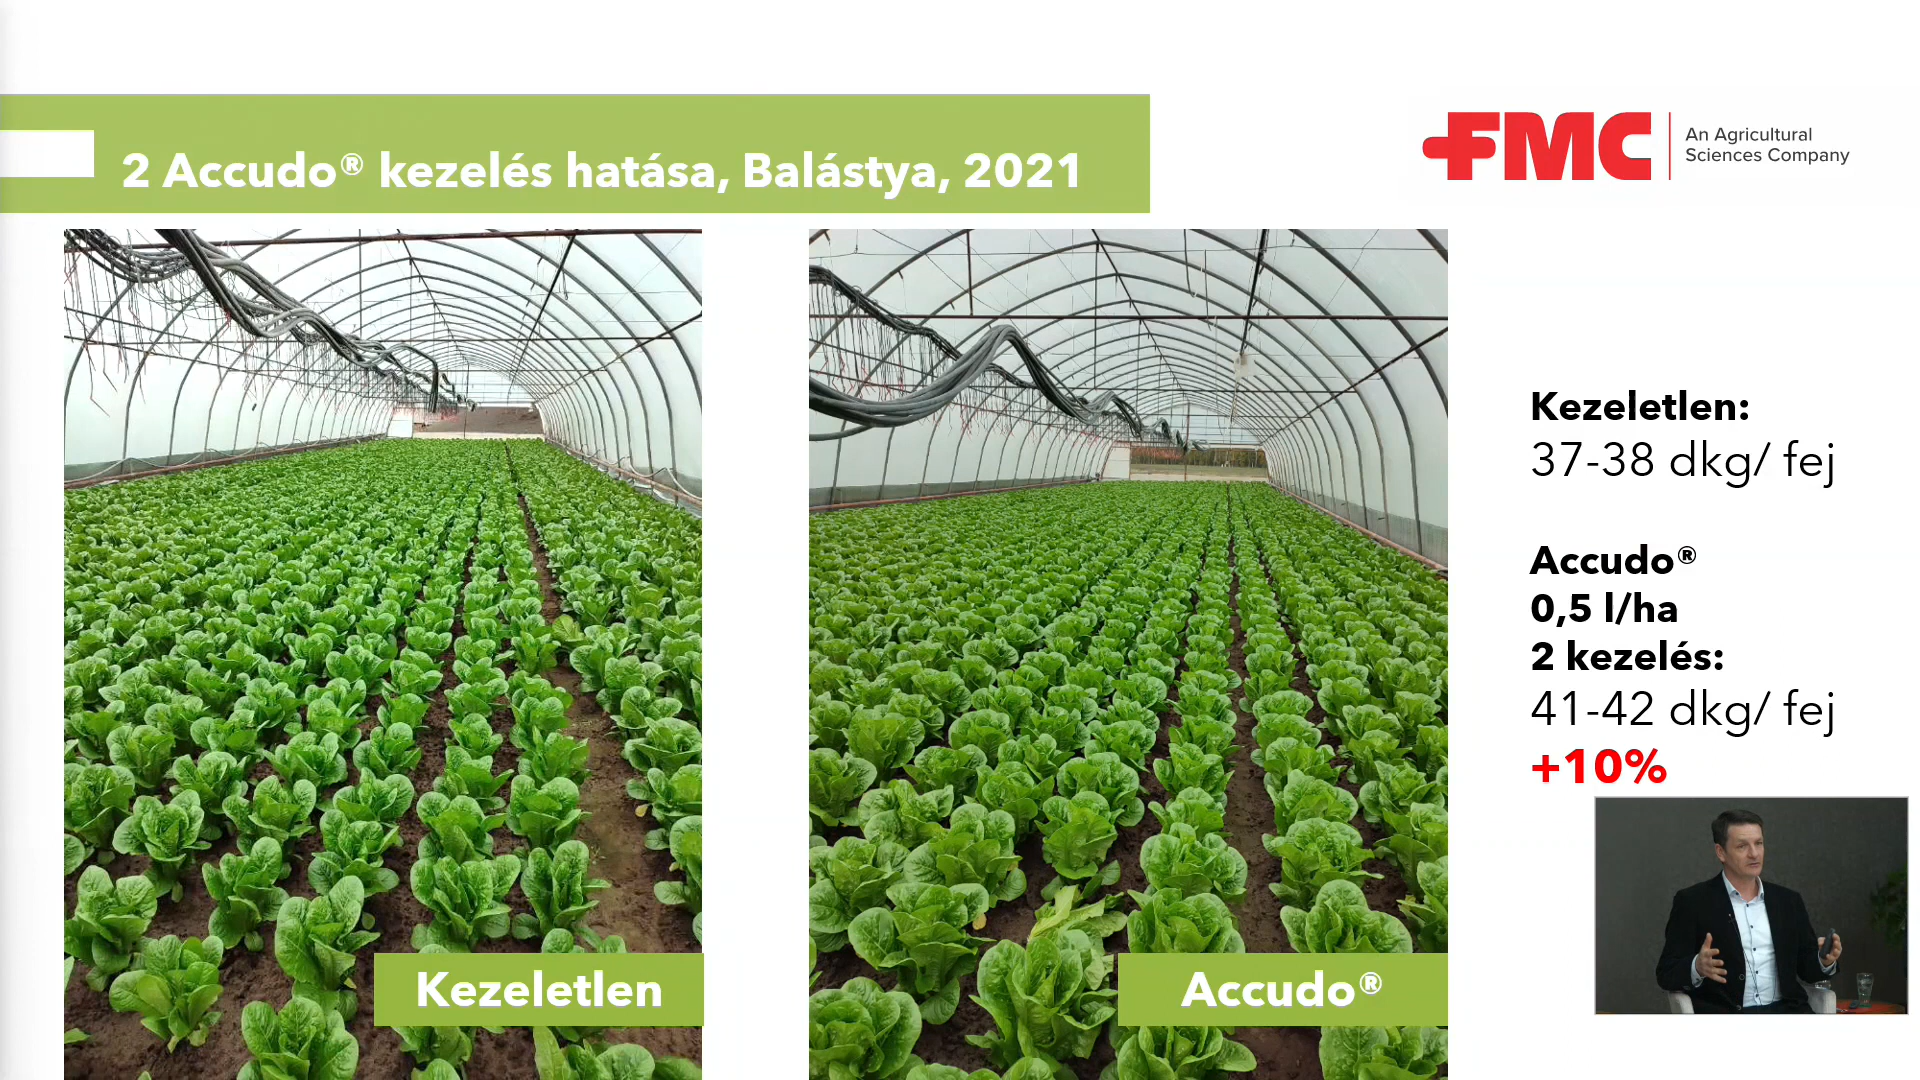 2 Accudo® kezelés hatása, Balástya, 2021
FMC
An Agricultural
Sciences Company
Kezeletlen:
37-38 dkg/ fej
Accudo®
0,5 l/ha
2 kezelés:
41-42 dkg/ fej
+10%
Kezeletlen
Accudo®